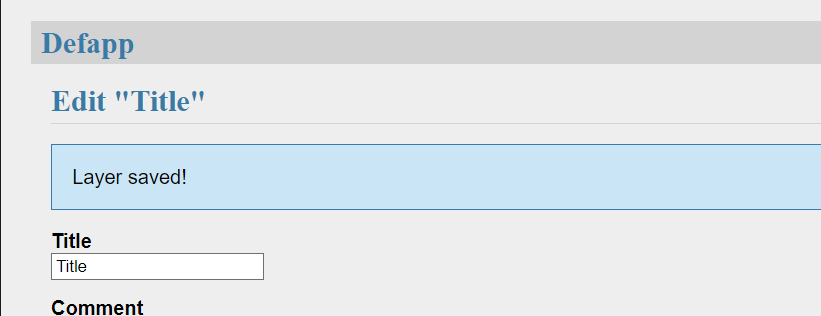 Defapp
Edit "Title"
Layer saved!
Title
Title
Comment